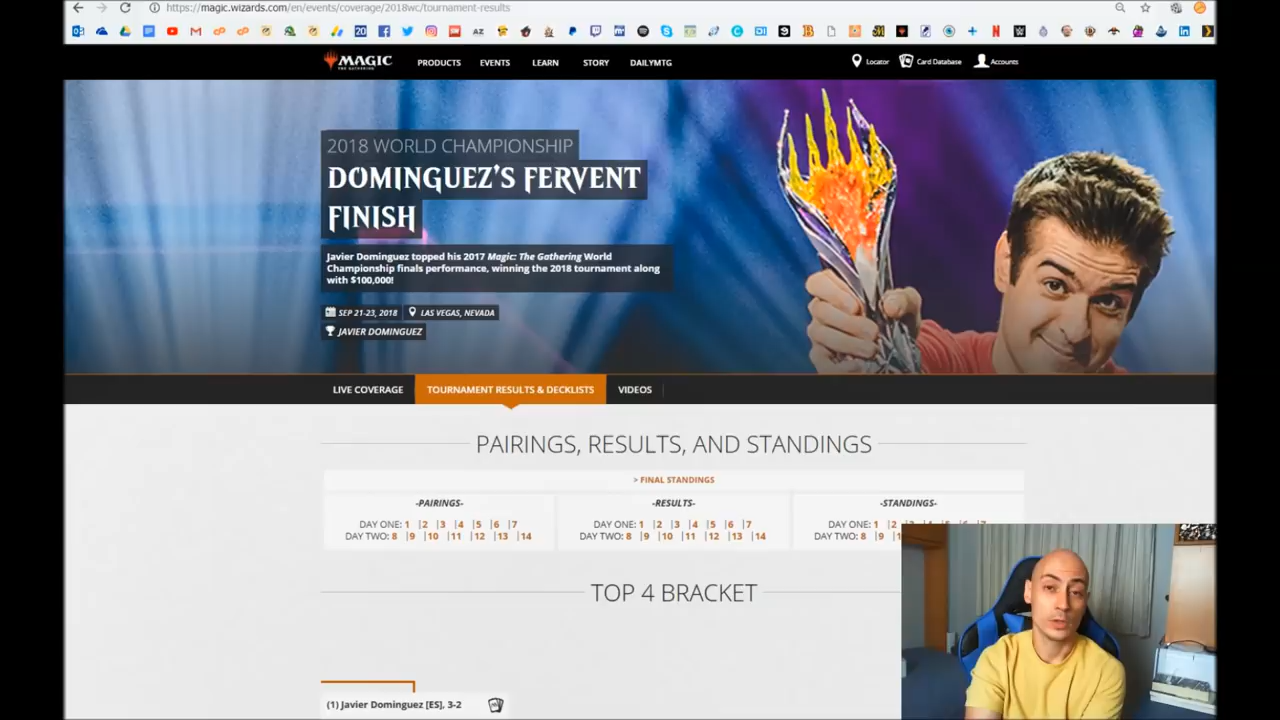 https://magic.wizards.com/en/events/coverage/2018wc/tournament-results
MAGIC
THE GATHERING
PRODUCTS EVENTS LEARN STORY DAILYMTG
Locator Card Database Accounts
2018 WORLD CHAMPIONSHIP
DOMINGUEZ'S FERVENT
FINISH
Javier Dominguez topped his 2017 Magic: The Gathering World
Championship finals performance, winning the 2018 tournament along
with $100,000!
SEP 21-23, 2018 LAS VEGAS, NEVADA
JAVIER DOMINGUEZ
LIVE COVERAGE TOURNAMENT RESULTS & DECKLISTS VIDEOS
PAIRINGS, RESULTS, AND STANDINGS
> FINAL STANDINGS
-PAIRINGS- -RESULTS- -STANDINGS-
DAY ONE: 1 |2 |3 |4 |5 |6 |7 DAY ONE: 1 |2 |3 |4 |5 |6 |7 DAY ONE: 1 |2
DAY TWO: 8 |9 |10 |11 |12 |13 |14 DAY TWO: 8 |9 |10 |11 |12 |13 |14 DAY TWO: 8 |9
TOP 4 BRACKET
(1) Javier Dominguez [ES], 3-2